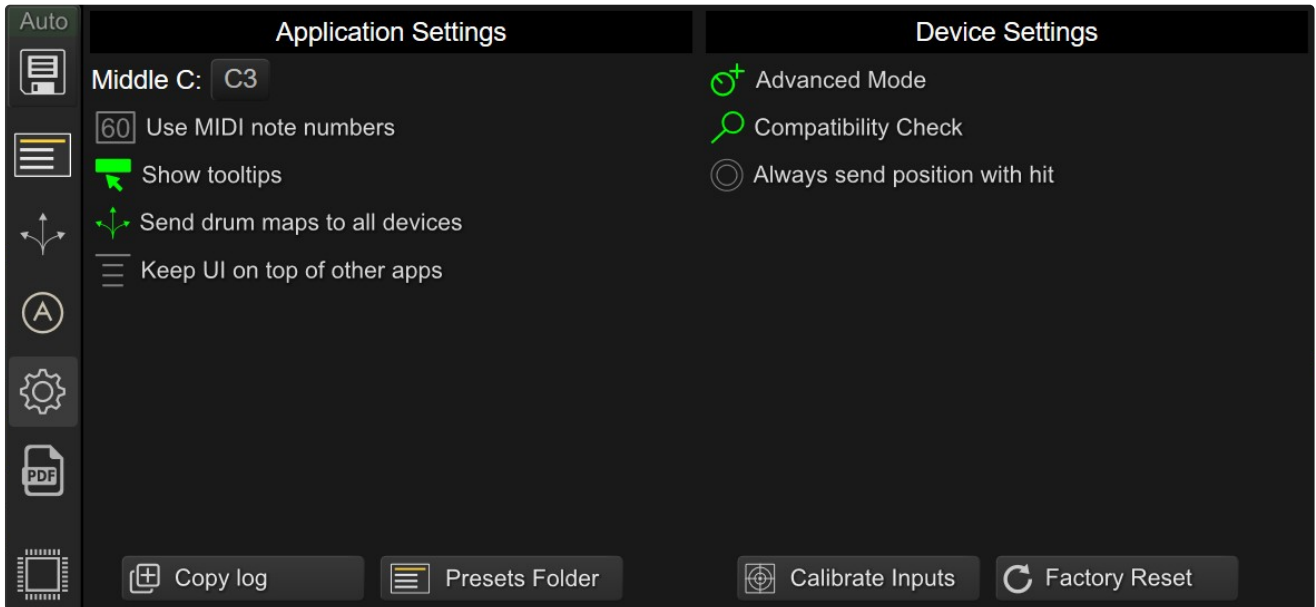 Auto
Application Settings
Device Settings
Middle C: C3
Advanced Mode
60 Use MIDI note numbers
Compatibility Check
Show tooltips
Always send position with hit
Send drum maps to all devices
Keep UI on top of other apps
A
PDF
Copy log
Presets Folder
Calibrate Inputs
Factory Reset